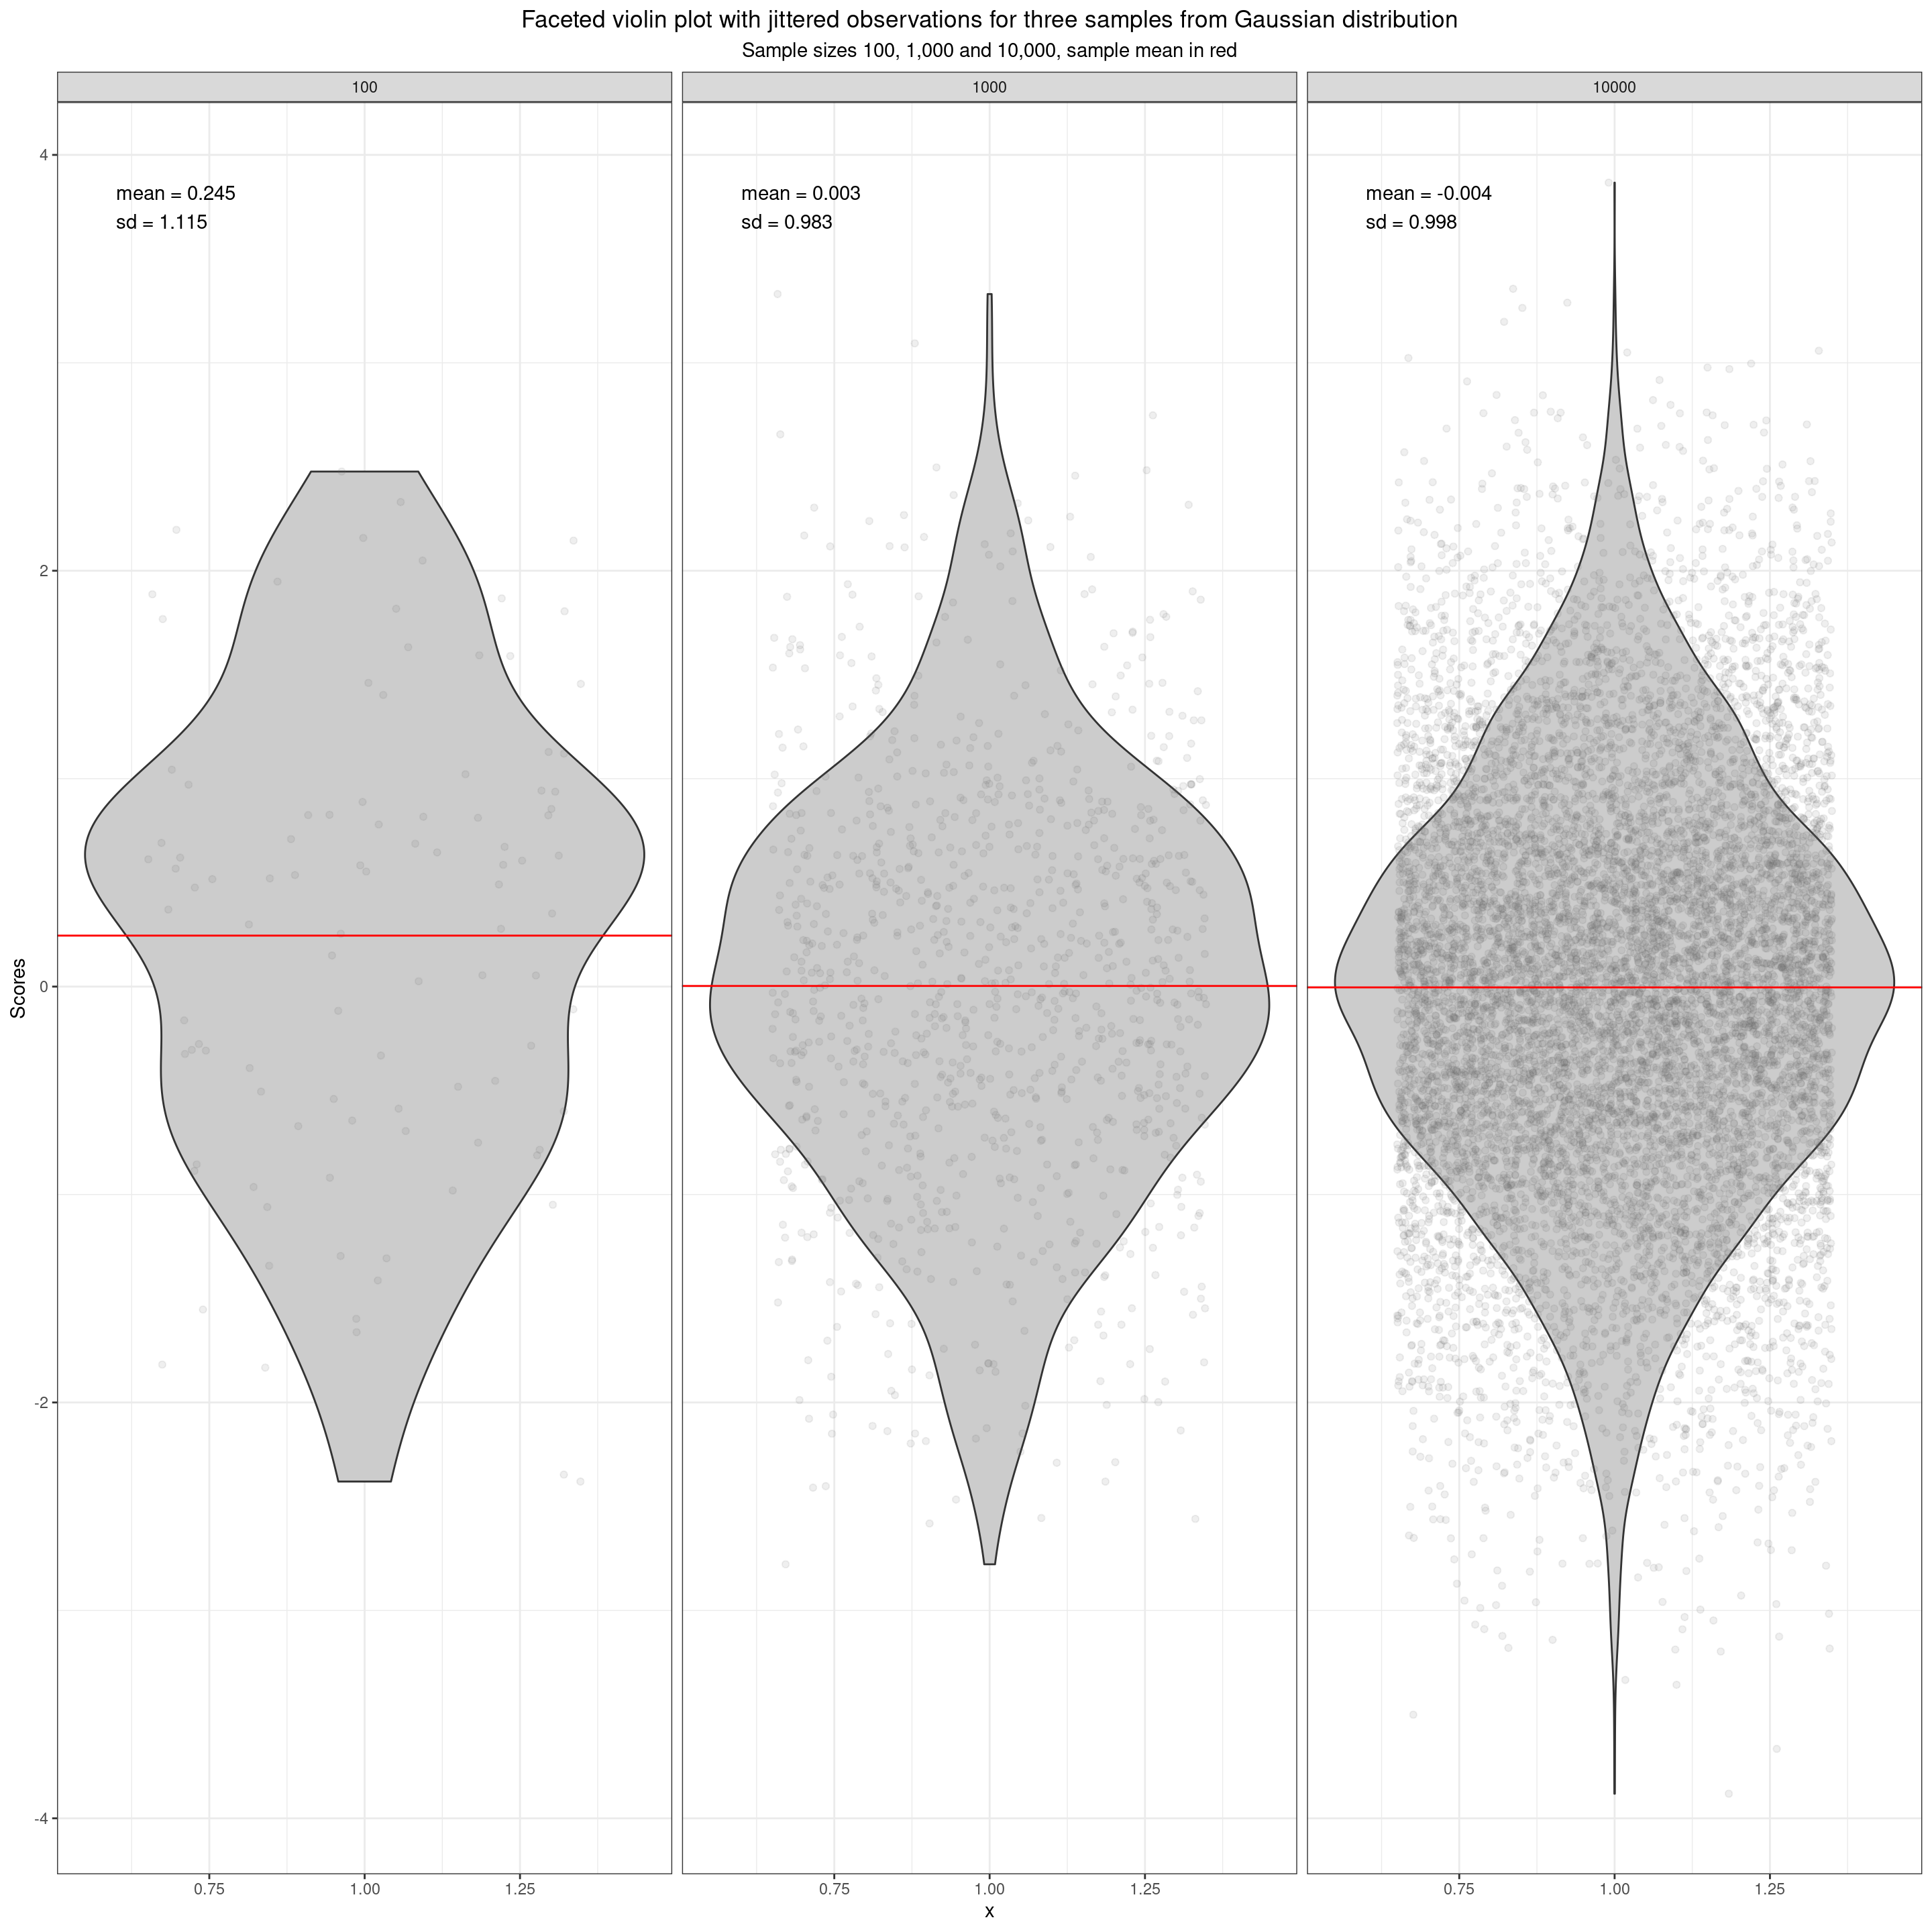 Faceted violin plot with jittered observations for three samples from Gaussian distribution
Sample sizes 100, 1,000 and 10,000, sample mean in red
100
1000
10000
mean = 0.245
sd = 1.115
mean = 0.003
sd = 0.983
mean = -0.004
sd = 0.998
Scores
4
2
0
-2
-4
0.75 1.00 1.25
0.75 1.00 1.25
0.75 1.00 1.25
x